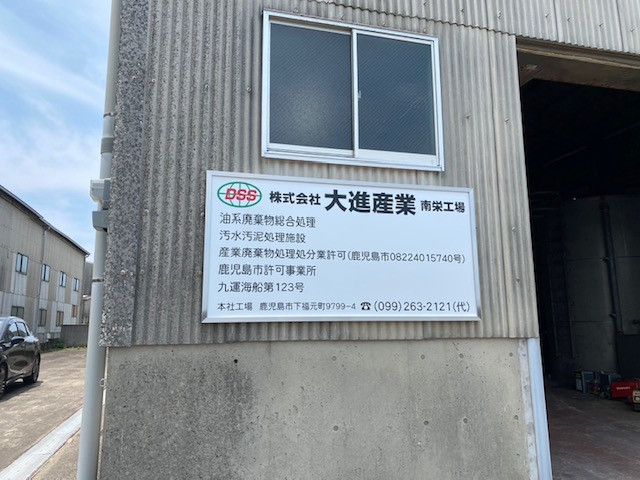 DSS 株式会社 大進産業 南栄工場
油系廃棄物総合処理
汚水汚泥処理施設
産業廃棄物処理処分業許可(鹿児島市08224015740号)
鹿児島市許可事業所
九運海船第123号
本社工場 鹿児島市下福元町9799-4 ☎(099)263-2121(代)